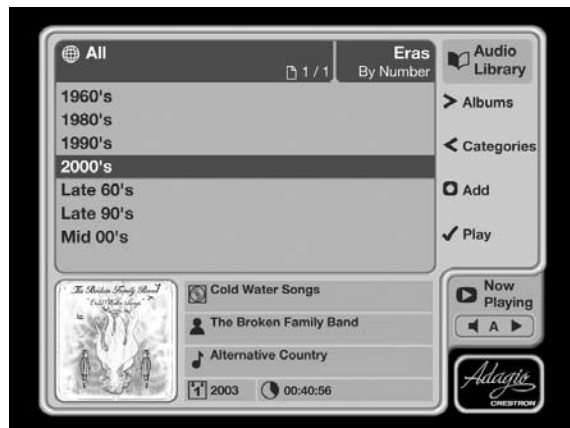 All
1 / 1
Eras
By Number
1960's
1980's
1990's
2000's
Late 60's
Late 90's
Mid 00's
Audio
Library
Albums
Categories
Add
Play
The Broken Family Band
"Cold Water Songs"
Cold Water Songs
The Broken Family Band
Alternative Country
1 2003 00:40:56
Now
Playing
A
Adagio
CRESTRON